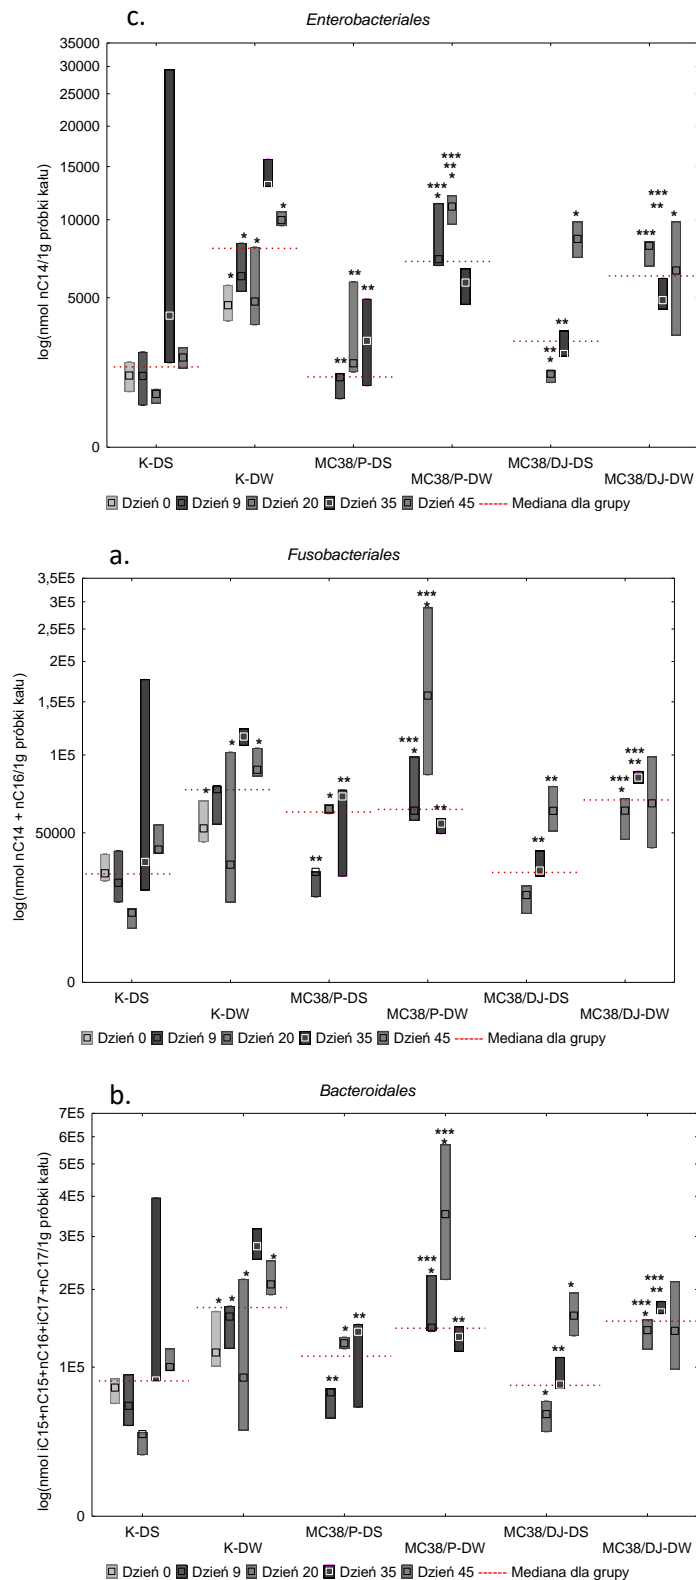 c.
Enterobacteriales
35000
30000
25000
20000
15000
10000
5000
0
log(nmol nC14/1g próbki kału)
** ** ** *** * *** ** * * ** ** * *** *** ** *
* * * *
K-DS MC38/P-DS MC38/DJ-DS
K-DW MC38/P-DW MC38/DJ-DW
Dzień 0 Dzień 9 Dzień 20 Dzień 35 Dzień 45 Mediana dla grupy
a.
Fusobacteriales
3,5E5
3E5
2,5E5
2E5
1,5E5
1E5
50000
0
log(nmol nC14 + nC16/1g próbki kału)
* * * ** * ** *** * *** * ** ** ** *** * *** **
K-DS MC38/P-DS MC38/DJ-DS
K-DW MC38/P-DW MC38/DJ-DW
Dzień 0 Dzień 9 Dzień 20 Dzień 35 Dzień 45 Mediana dla grupy
b.
Bacteroidales
7E5
6E5
5E5
4E5
3E5
2E5
1E5
0
log(nmol iC15+nC15+nC16+iC17+nC17/1g próbki kału)
* * * * ** * ** *** * *** * ** * ** * *** * *** **
K-DS MC38/P-DS MC38/DJ-DS
K-DW MC38/P-DW MC38/DJ-DW
Dzień 0 Dzień 9 Dzień 20 Dzień 35 Dzień 45 Mediana dla grupy